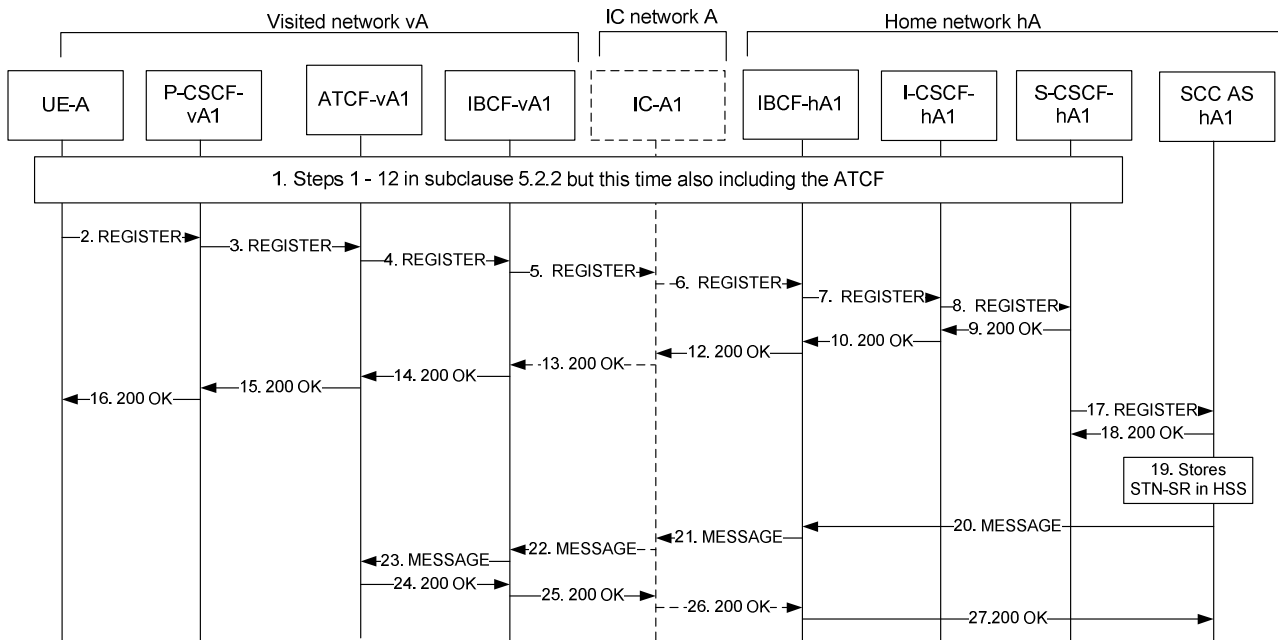 Visited network vA
IC network A
Home network hA
UE-A
P-CSCF-
vA1
ATCF-vA1
IBCF-vA1
IC-A1
IBCF-hA1
I-CSCF-
hA1
S-CSCF-
hA1
SCC AS
hA1
1. Steps 1 - 12 in subclause 5.2.2 but this time also including the ATCF
2. REGISTER
3. REGISTER
4. REGISTER
5. REGISTER
6. REGISTER
7. REGISTER
8. REGISTER
9. 200 OK
10. 200 OK
12. 200 OK
13. 200 OK
14. 200 OK
15. 200 OK
16. 200 OK
17. REGISTER
18. 200 OK
19. Stores
STN-SR in HSS
20. MESSAGE
21. MESSAGE
22. MESSAGE
23. MESSAGE
24. 200 OK
25. 200 OK
26. 200 OK
27.200 OK